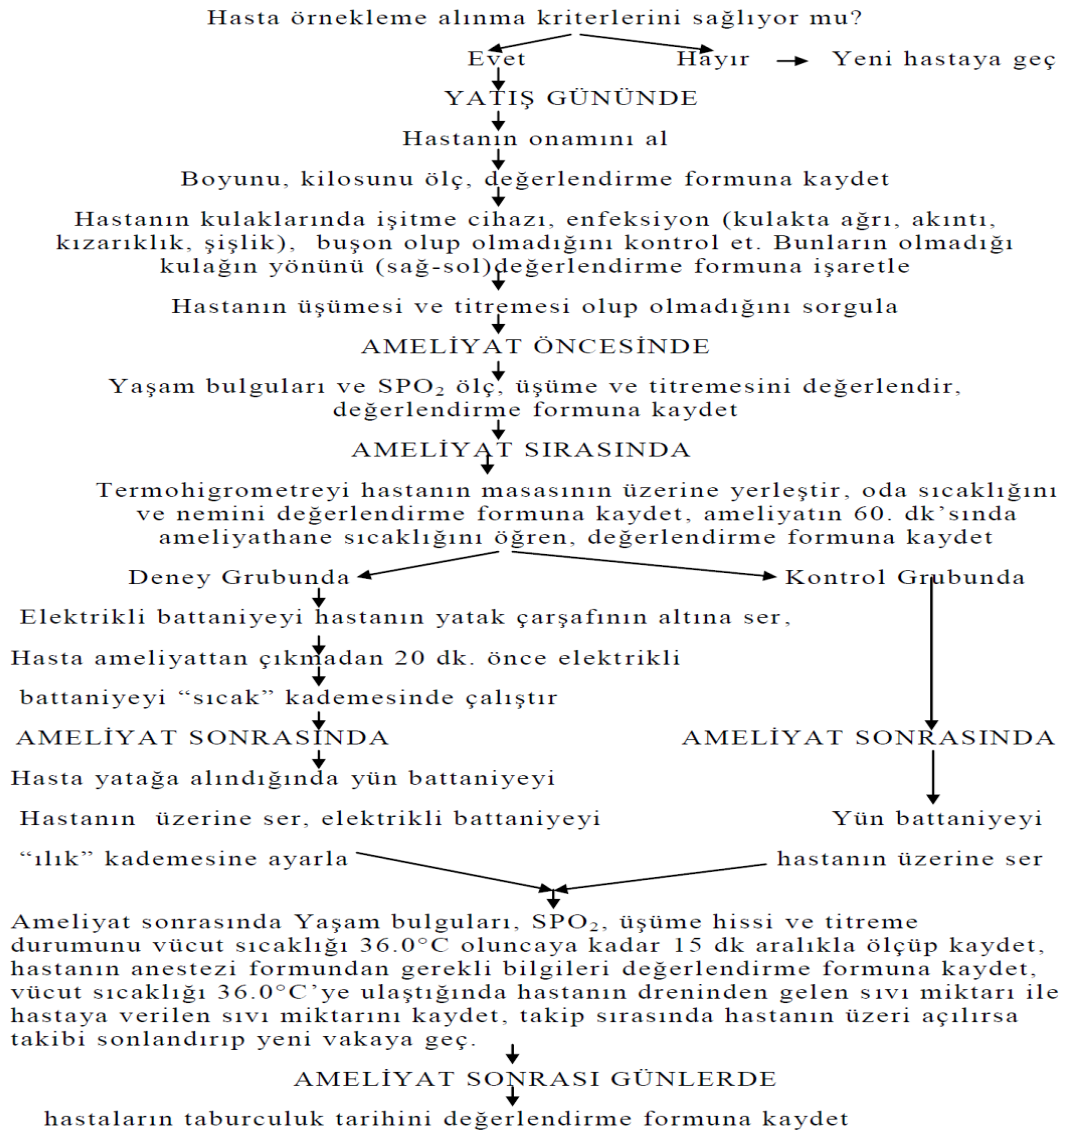 Hasta örnekleme alınma kriterlerini sağlıyor mu?
Evet Hayır Yeni hastaya geç
YATIŞ GÜNÜNDE
Hastanın onamını al
Boyunu, kilosunu ölç, değerlendirme formuna kaydet
Hastanın kulaklarında işitme cihazı, enfeksiyon (kulakta ağrı, akıntı,
kızarıklık, şişlik), buşon olup olmadığını kontrol et. Bunların olmadığı
kulağın yönünü (sağ-sol)değerlendirme formuna işaretle
Hastanın üşümesi ve titremesi olup olmadığını sorgula
AMELİYAT ÖNCESİNDE
Yaşam bulguları ve SPO₂ ölç, üşüme ve titremesini değerlendir,
değerlendirme formuna kaydet
AMELİYAT SIRASINDA
Termohigrometreyi hastanın masasının üzerine yerleştir, oda sıcaklığını
ve nemini değerlendirme formuna kaydet, ameliyatın 60. dk’sında
ameliyathane sıcaklığını öğren, değerlendirme formuna kaydet
Deney Grubunda Kontrol Grubunda
Elektrikli battaniyeyi hastanın yatak çarşafının altına ser,
Hasta ameliyattan çıkmadan 20 dk. önce elektrikli
battaniyeyi “sıcak” kademesinde çalıştır
AMELİYAT SONRASINDA AMELİYAT SONRASINDA
Hasta yatağa alındığında yün battaniyeyi
Hastanın üzerine ser, elektrikli battaniyeyi Yün battaniyeyi
“ılık” kademesine ayarla hastanın üzerine ser
Ameliyat sonrasında Yaşam bulguları, SPO₂, üşüme hissi ve titreme
durumunu vücut sıcaklığı 36.0°C oluncaya kadar 15 dk aralıkla ölçüp kaydet,
hastanın anestezi formundan gerekli bilgileri değerlendirme formuna kaydet,
vücut sıcaklığı 36.0°C’ye ulaştığında hastanın dreninden gelen sıvı miktarı ile
hastaya verilen sıvı miktarını kaydet, takip sırasında hastanın üzeri açılırsa
takibi sonlandırıp yeni vakaya geç.
AMELİYAT SONRASI GÜNLERDE
hastaların taburculuk tarihini değerlendirme formuna kaydet